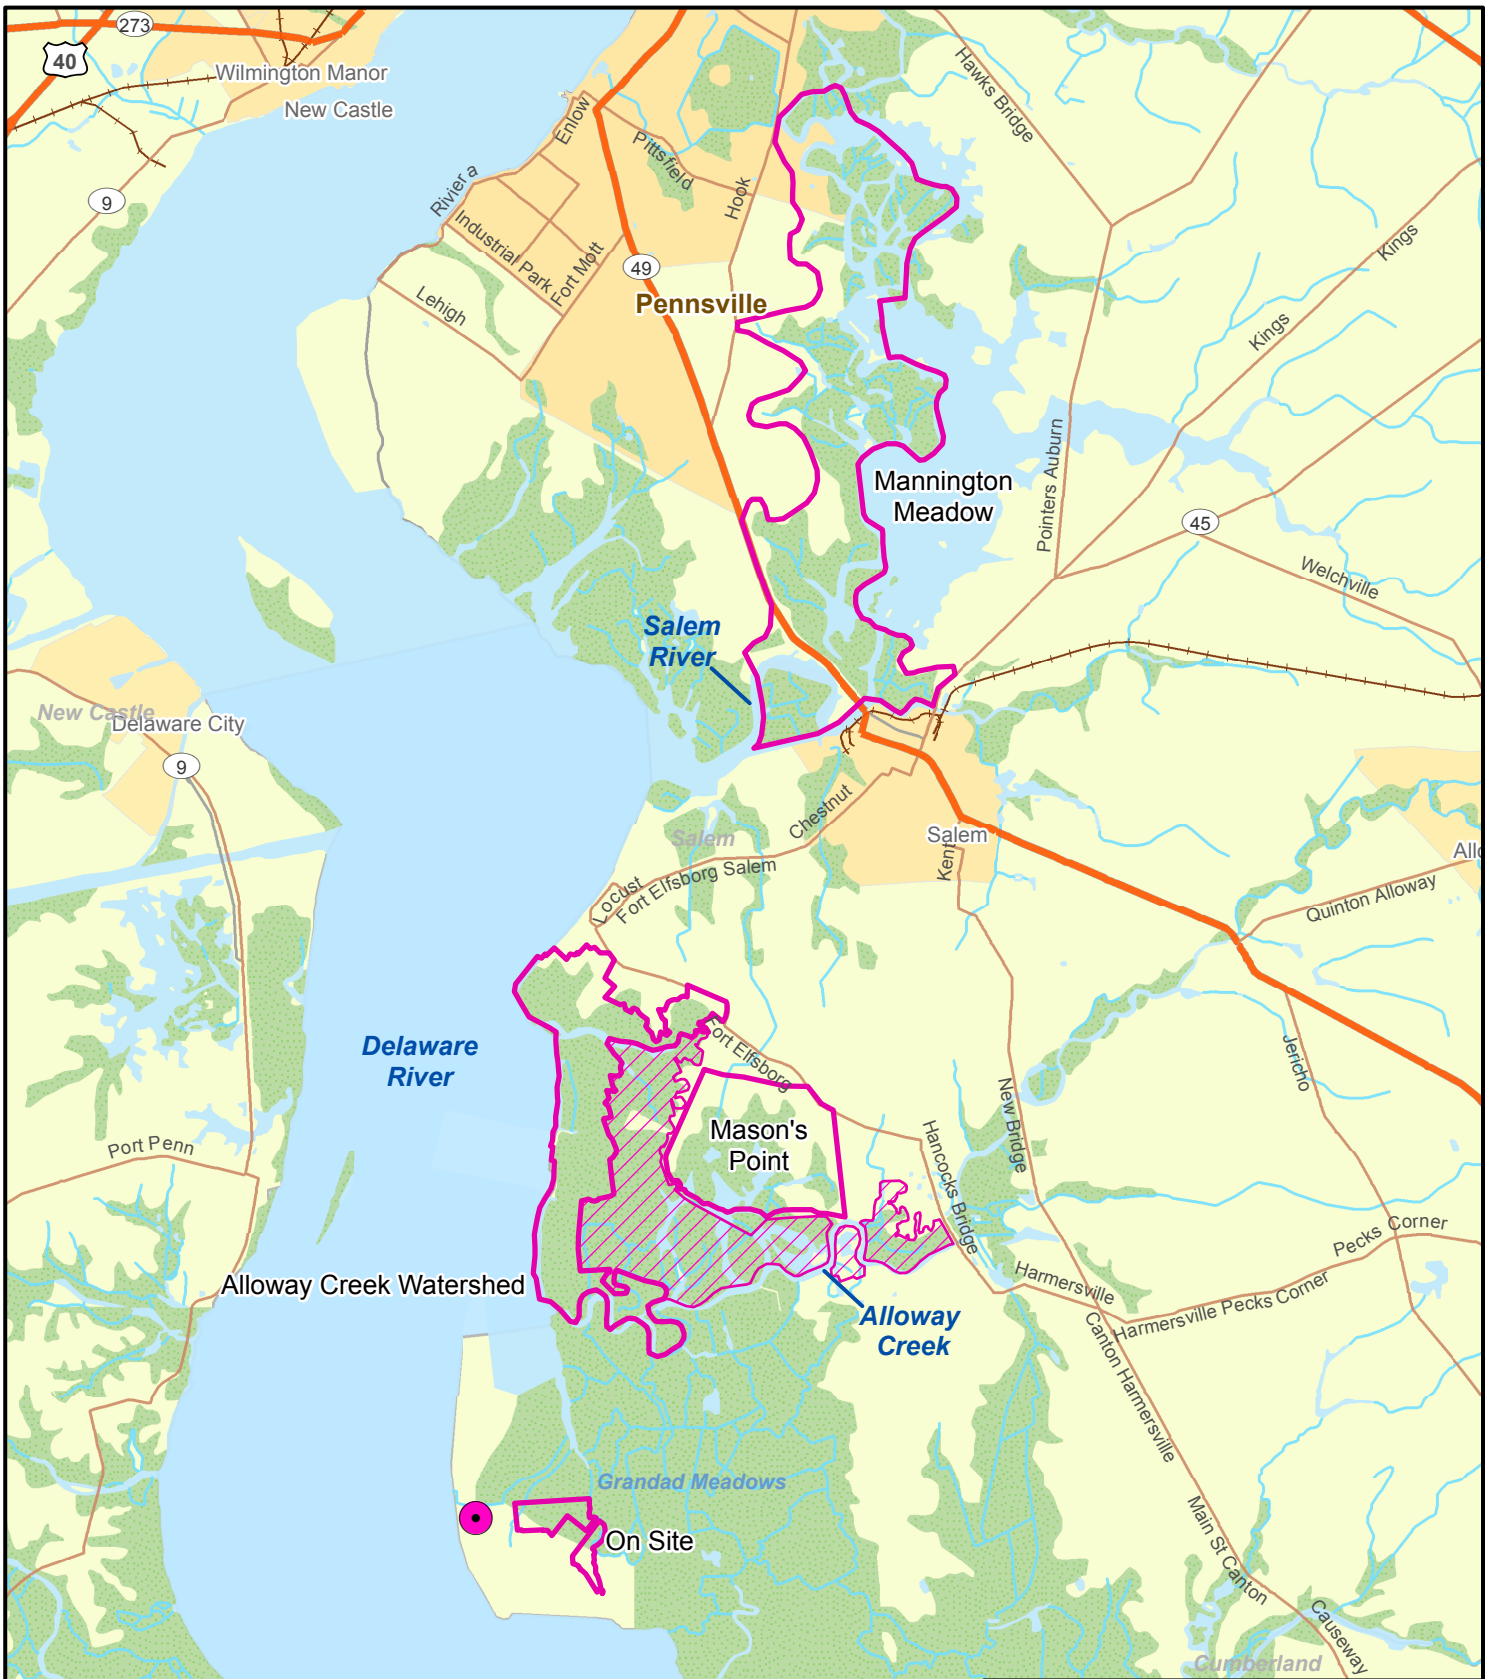 273
40
Wilmington Manor
New Castle
Hawks Bridge
Enlow
Pittsfield
9
Riviera
Hook
Industrial Park
Fort Mott
49
Kings
Lehigh
Pennsville
Kings
Pointers Auburn
Mannington
Meadow
45
Welchville
Salem
River
New Castle
Delaware City
9
Chestnut
Salem
Salem
Kent
Allo
Locust
Fort Elfsborg Salem
Quinton Alloway
Delaware
River
Fort Elfsborg
Jericho
New Bridge
Mason's
Point
Hancocks Bridge
Port Penn
Pecks Corner
Alloway Creek Watershed
Harmersville
Harmersville Pecks Corner
Alloway
Creek
Canton Harmersville
Grandad Meadows
On Site
Main St Canton
Causeway
Cumberland